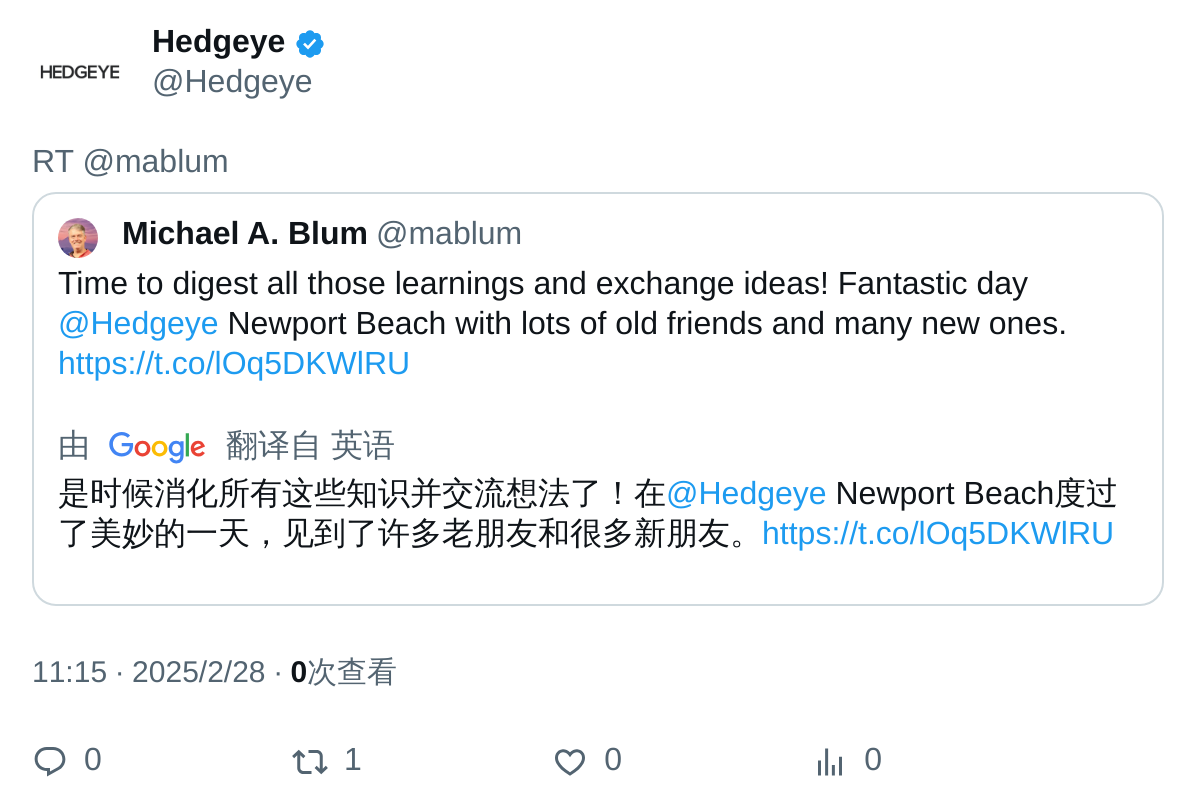 Hedgeye
HEDGEYE
@Hedgeye
RT @mablum
Michael A. Blum @mablum
Time to digest all those learnings and exchange ideas! Fantastic day
@Hedgeye Newport Beach with lots of old friends and many new ones.
https://t.co/lOq5DKWlRU
由 Google 翻译自 英语
是时候消化所有这些知识并交流想法了！在@Hedgeye Newport Beach度过
了美妙的一天，见到了许多老朋友和很多新朋友。https://t.co/lOq5DKWlRU
11:15 · 2025/2/28 · 0次查看
0 1 0 0